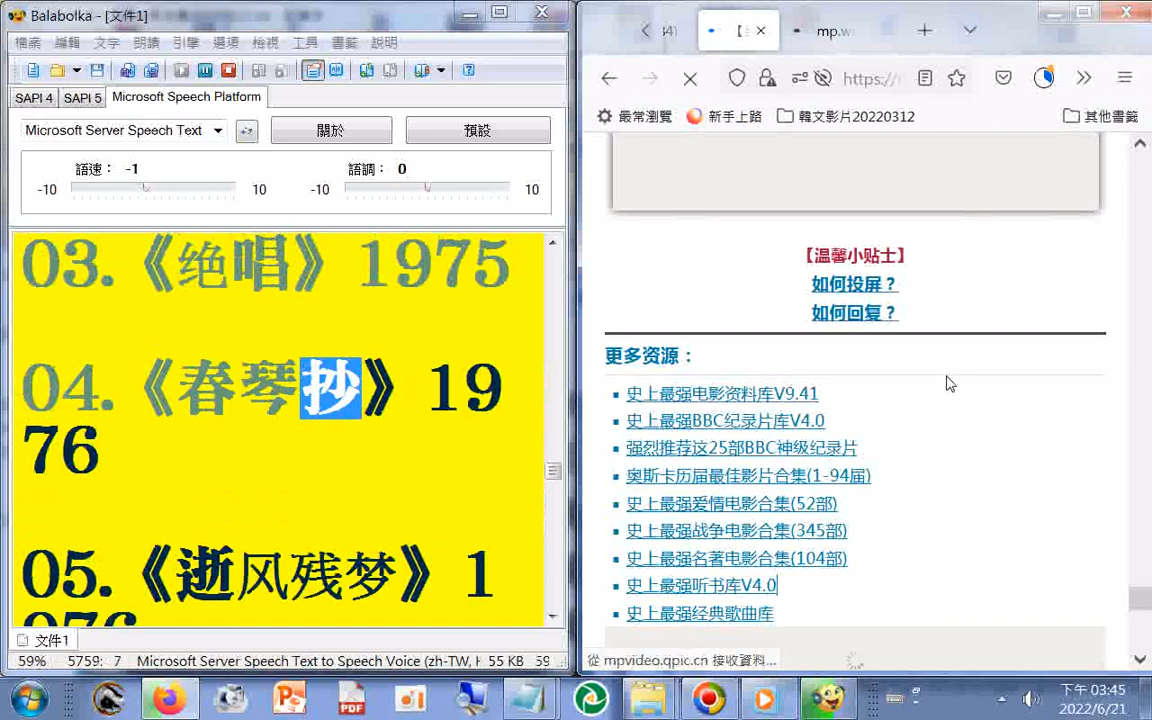 Balabolka - [文件1]
檔案 編輯 文字 朗讀 引擎 選項 檢視 工具 書籤 說明
SAPI 4 SAPI 5 Microsoft Speech Platform
Microsoft Server Speech Text
關於
預設
語速： -1
語調： 0
-10 10 -10 10
03.《绝唱》1975
04.《春琴抄》19
76
05.《逝风残梦》1
976
文件1
59% 5759: 7 Microsoft Server Speech Text to Speech Voice (zh-TW, H 55 KB
mp.w
https://
最常瀏覽 新手上路 韓文影片20220312 其他書籤
【温馨小贴士】
如何投屏？
如何回复？
更多资源：
史上最强电影资料库V9.41
史上最强BBC纪录片库V4.0
强烈推荐这25部BBC神级纪录片
奥斯卡历届最佳影片合集(1-94届)
史上最强爱情电影合集(52部)
史上最强战争电影合集(345部)
史上最强名著电影合集(104部)
史上最强听书库V4.0
史上最强经典歌曲库
從 mpvideo.qpic.cn 接收資料...
PDF
下午 03:45
2022/6/21